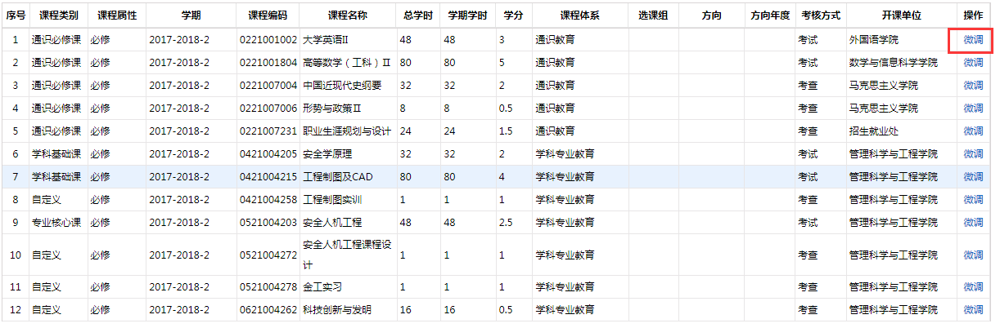 序号 课程类别 课程属性 学期 课程编码 课程名称 总学时 学期学时 学分 课程体系 选课组 方向 方向年度 考核方式 开课单位 操作
1 通识必修课 必修 2017-2018-2 0221001002 大学英语II 48 48 3 通识教育 考试 外国语学院 微调
2 通识必修课 必修 2017-2018-2 0221001804 高等数学（工科）Ⅱ 80 80 5 通识教育 考试 数学与信息科学学院 微调
3 通识必修课 必修 2017-2018-2 0221007004 中国近现代史纲要 32 32 2 通识教育 考查 马克思主义学院 微调
4 通识必修课 必修 2017-2018-2 0221007006 形势与政策Ⅱ 8 8 0.5 通识教育 考查 马克思主义学院 微调
5 通识必修课 必修 2017-2018-2 0221007231 职业生涯规划与设计 24 24 1.5 通识教育 考查 招生就业处 微调
6 学科基础课 必修 2017-2018-2 0421004205 安全学原理 32 32 2 学科专业教育 考试 管理科学与工程学院 微调
7 学科基础课 必修 2017-2018-2 0421004215 工程制图及CAD 80 80 4 学科专业教育 考试 管理科学与工程学院 微调
8 自定义 必修 2017-2018-2 0421004258 工程制图实训 1 1 1 学科专业教育 考查 管理科学与工程学院 微调
9 专业核心课 必修 2017-2018-2 0521004203 安全人机工程 48 48 2.5 学科专业教育 考试 管理科学与工程学院 微调
10 自定义 必修 2017-2018-2 0521004272 安全人机工程课程设 1 1 1 学科专业教育 考查 管理科学与工程学院 微调
计
11 自定义 必修 2017-2018-2 0521004278 金工实习 1 1 1 学科专业教育 考查 管理科学与工程学院 微调
12 自定义 必修 2017-2018-2 0621004262 科技创新与发明 16 16 0.5 学科专业教育 考查 管理科学与工程学院 微调